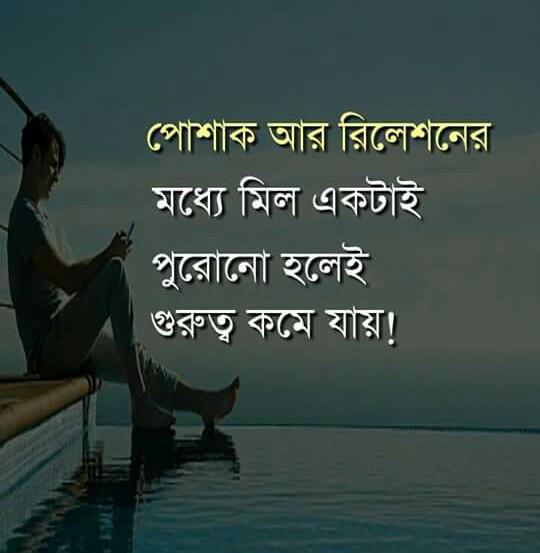 পোশাক আর রিলেশনের
মধ্যে মিল একটাই
পুরোনো হলেই
গুরুত্ব কমে যায়!